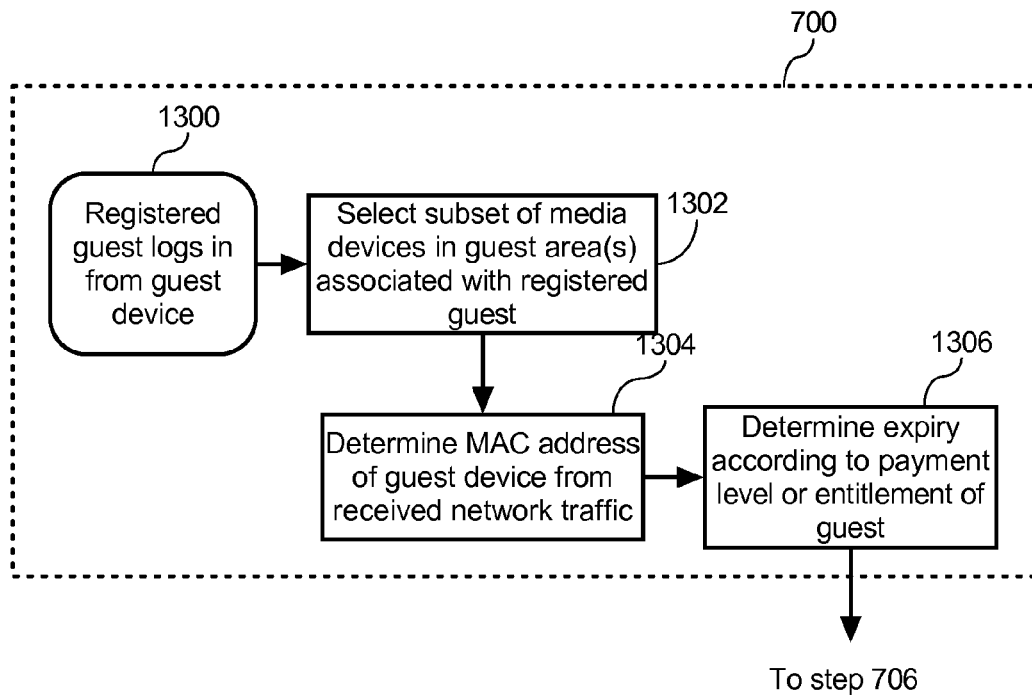 700
1300
Registered
guest logs in
from guest
device
1302
Select subset of media
devices in guest area(s)
associated with registered
guest
1304
Determine MAC address
of guest device from
received network traffic
1306
Determine expiry
according to payment
level or entitlement of
guest
To step 706